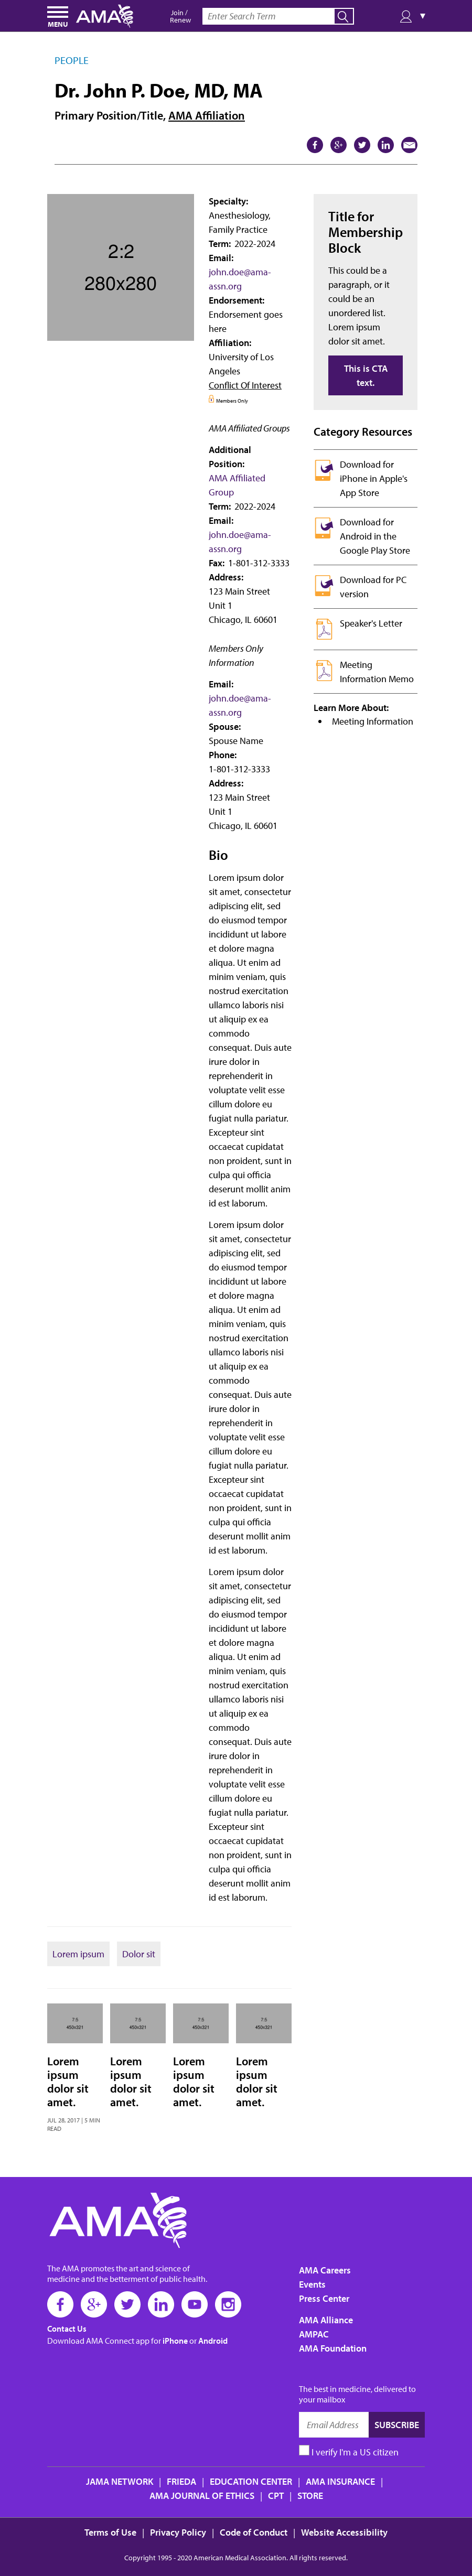 MENU
AMA
Join /
Renew
Enter Search Term
PEOPLE
Dr. John P. Doe, MD, MA
Primary Position/Title, AMA Affiliation
2:2
280x280
Specialty:
Anesthesiology,
Family Practice
Term: 2022-2024
Email:
john.doe@ama-
assn.org
Endorsement:
Endorsement goes
here
Affiliation:
University of Los
Angeles
Conflict Of Interest
Members Only
AMA Affiliated Groups
Additional
Position:
AMA Affiliated
Group
Term: 2022-2024
Email:
john.doe@ama-
assn.org
Fax: 1-801-312-3333
Address:
123 Main Street
Unit 1
Chicago, IL 60601
Members Only
Information
Email:
john.doe@ama-
assn.org
Spouse:
Spouse Name
Phone:
1-801-312-3333
Address:
123 Main Street
Unit 1
Chicago, IL 60601
Bio
Lorem ipsum dolor
sit amet, consectetur
adipiscing elit, sed
do eiusmod tempor
incididunt ut labore
et dolore magna
aliqua. Ut enim ad
minim veniam, quis
nostrud exercitation
ullamco laboris nisi
ut aliquip ex ea
commodo
consequat. Duis aute
irure dolor in
reprehenderit in
voluptate velit esse
cillum dolore eu
fugiat nulla pariatur.
Excepteur sint
occaecat cupidatat
non proident, sunt in
culpa qui officia
deserunt mollit anim
id est laborum.
Lorem ipsum dolor
sit amet, consectetur
adipiscing elit, sed
do eiusmod tempor
incididunt ut labore
et dolore magna
aliqua. Ut enim ad
minim veniam, quis
nostrud exercitation
ullamco laboris nisi
ut aliquip ex ea
commodo
consequat. Duis aute
irure dolor in
reprehenderit in
voluptate velit esse
cillum dolore eu
fugiat nulla pariatur.
Excepteur sint
occaecat cupidatat
non proident, sunt in
culpa qui officia
deserunt mollit anim
id est laborum.
Lorem ipsum dolor
sit amet, consectetur
adipiscing elit, sed
do eiusmod tempor
incididunt ut labore
et dolore magna
aliqua. Ut enim ad
minim veniam, quis
nostrud exercitation
ullamco laboris nisi
ut aliquip ex ea
commodo
consequat. Duis aute
irure dolor in
reprehenderit in
voluptate velit esse
cillum dolore eu
fugiat nulla pariatur.
Excepteur sint
occaecat cupidatat
non proident, sunt in
culpa qui officia
deserunt mollit anim
id est laborum.
Title for
Membership
Block
This could be a
paragraph, or it
could be an
unordered list.
Lorem ipsum
dolor sit amet.
This is CTA
text.
Category Resources
Download for
iPhone in Apple's
App Store
Download for
Android in the
Google Play Store
Download for PC
version
Speaker's Letter
Meeting
Information Memo
Learn More About:
• Meeting Information
Lorem ipsum Dolor sit
7:5
450x321
Lorem
ipsum
dolor sit
amet.
JUL 28, 2017 | 5 MIN
READ
7:5
450x321
Lorem
ipsum
dolor sit
amet.
7:5
450x321
Lorem
ipsum
dolor sit
amet.
7:5
450x321
Lorem
ipsum
dolor sit
amet.
AMA
The AMA promotes the art and science of
medicine and the betterment of public health.
Contact Us
Download AMA Connect app for iPhone or Android
AMA Careers
Events
Press Center
AMA Alliance
AMPAC
AMA Foundation
The best in medicine, delivered to
your mailbox
Email Address SUBSCRIBE
I verify I'm a US citizen
JAMA NETWORK | FRIEDA | EDUCATION CENTER | AMA INSURANCE |
AMA JOURNAL OF ETHICS | CPT | STORE
Terms of Use | Privacy Policy | Code of Conduct | Website Accessibility
Copyright 1995 - 2020 American Medical Association. All rights reserved.